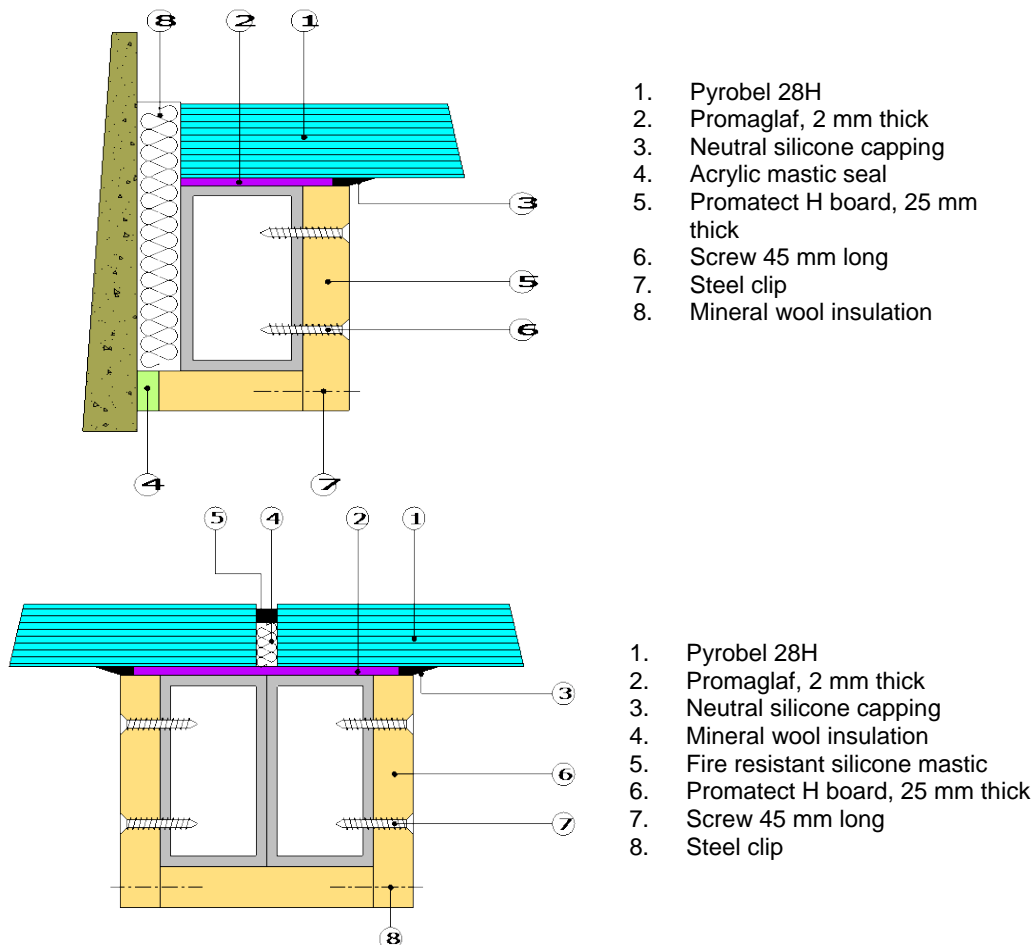 8 2 1
1. Pyrobel 28H
2. Promaglaf, 2 mm thick
3. Neutral silicone capping
4. Acrylic mastic seal
5. Promatect H board, 25 mm
thick
6. Screw 45 mm long
7. Steel clip
8. Mineral wool insulation
3
5
6
4 7
5 4 2 1
1. Pyrobel 28H
2. Promaglaf, 2 mm thick
3. Neutral silicone capping
4. Mineral wool insulation
5. Fire resistant silicone mastic
6. Promatect H board, 25 mm thick
7. Screw 45 mm long
8. Steel clip
3
6
7
8